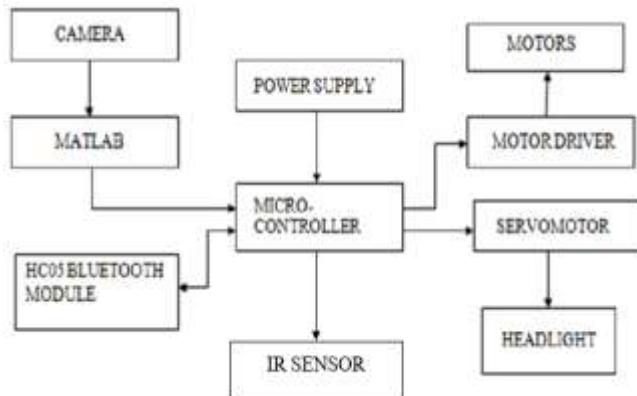 CAMERA
MOTORS
POWER SUPPLY
MATLAB
MOTOR DRIVER
MICRO-
CONTROLLER
SERVOMOTOR
HC05 BLUETOOTH
MODULE
HEADLIGHT
IR SENSOR